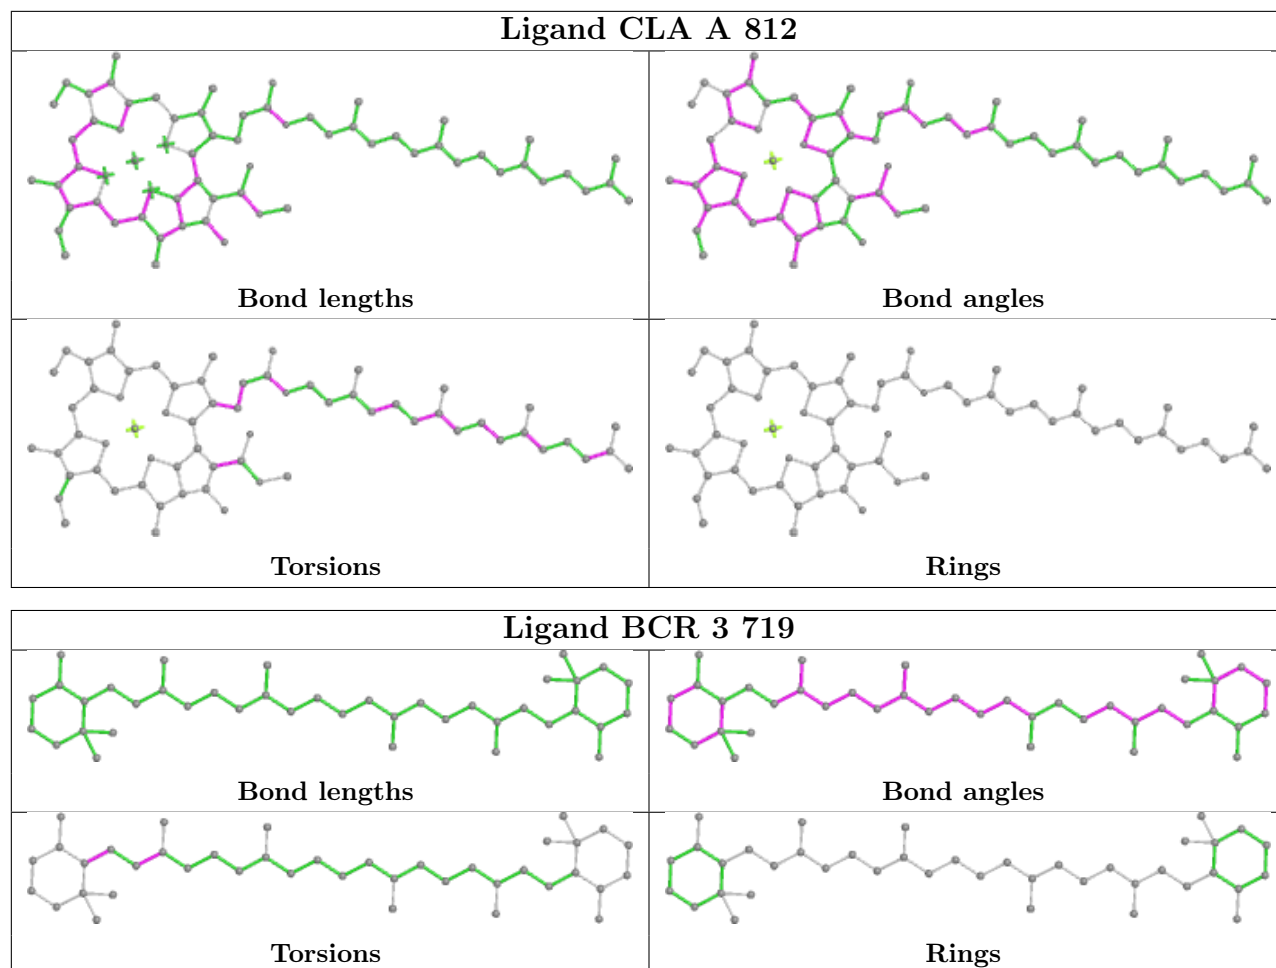 Ligand CLA A 812
Bond lengths
Bond angles
Torsions
Rings
Ligand BCR 3 719
Bond lengths
Bond angles
Torsions
Rings